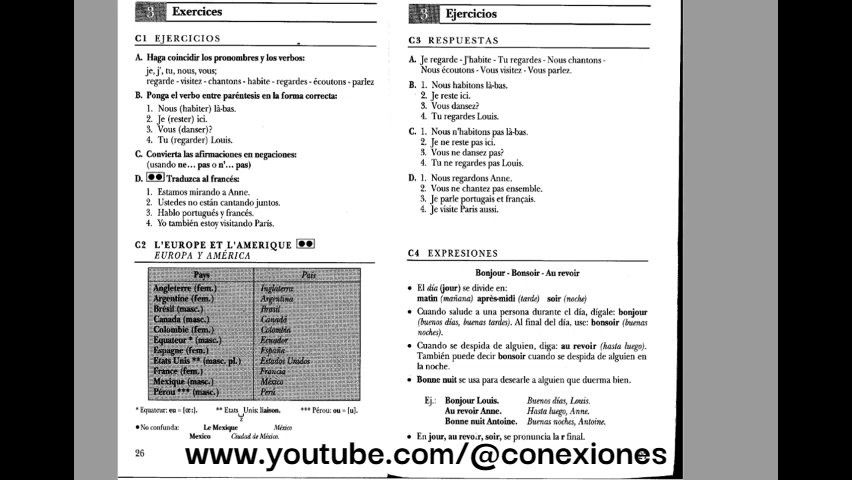 3 Exercices
C1 EJERCICIOS
A. Haga coincidir los pronombres y los verbos:
je, j', tu, nous, vous;
regarde - visitez - chantons - habite - regardes - écoutons - parlez
B. Ponga el verbo entre paréntesis en la forma correcta:
1. Nous (habiter) là-bas.
2. Je (rester) ici.
3. Vous (danser)?
4. Tu (regarder) Louis.
C. Convierta las afirmaciones en negaciones:
(usando ne... pas o n'... pas)
D. Traduzca al francés:
1. Estamos mirando a Anne.
2. Ustedes no están cantando juntos.
3. Hablo portugués y francés.
4. Yo también estoy visitando París.
C2 L'EUROPE ET L'AMERIQUE
EUROPA Y AMÉRICA
Pays País
Angleterre (fem.) Inglaterra
Argentine (fem.) Argentina
Brésil (masc.) Brasil
Canada (masc.) Canadá
Colombie (fem.) Colombia
Equateur * (masc.) Ecuador
Espagne (fem.) España
Etats Unis ** (masc. pl.) Estados Unidos
France (fem.) Francia
Mexique (masc.) México
Pérou *** (masc.) Perú
* Equateur: eu = [œ:]. ** Etats Unis: liaison. *** Pérou: ou = [u].
z
• No confunda: Le Mexique México
Mexico Ciudad de México.
26
3 Ejercicios
C3 RESPUESTAS
A. Je regarde - J'habite - Tu regardes - Nous chantons -
Nous écoutons - Vous visitez - Vous parlez.
B. 1. Nous habitons là-bas.
2. Je reste ici.
3. Vous dansez?
4. Tu regardes Louis.
C. 1. Nous n'habitons pas là-bas.
2. Je ne reste pas ici.
3. Vous ne dansez pas?
4. Tu ne regardes pas Louis.
D. 1. Nous regardons Anne.
2. Vous ne chantez pas ensemble.
3. Je parle portugais et français.
4. Je visite Paris aussi.
C4 EXPRESIONES
Bonjour - Bonsoir - Au revoir
• El día (jour) se divide en:
matin (mañana) après-midi (tarde) soir (noche)
• Cuando salude a una persona durante el día, dígale: bonjour
(buenos días, buenas tardes). Al final del día, use: bonsoir (buenas
noches).
• Cuando se despida de alguien, diga: au revoir (hasta luego).
También puede decir bonsoir cuando se despida de alguien en
la noche.
• Bonne nuit se usa para desearle a alguien que duerma bien.
Ej.: Bonjour Louis. Buenos días, Louis.
Au revoir Anne. Hasta luego, Anne.
Bonne nuit Antoine. Buenas noches, Antoine.
• En jour, au revoir, soir, se pronuncia la r final.
www.youtube.com/@conexiones